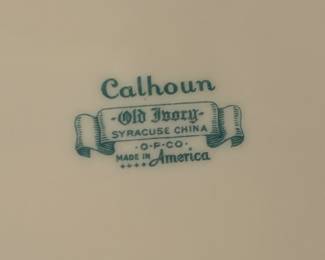 Calhoun
-Old Ivory-
SYRACUSE CHINA
·O·P·CO·
MADE IN America